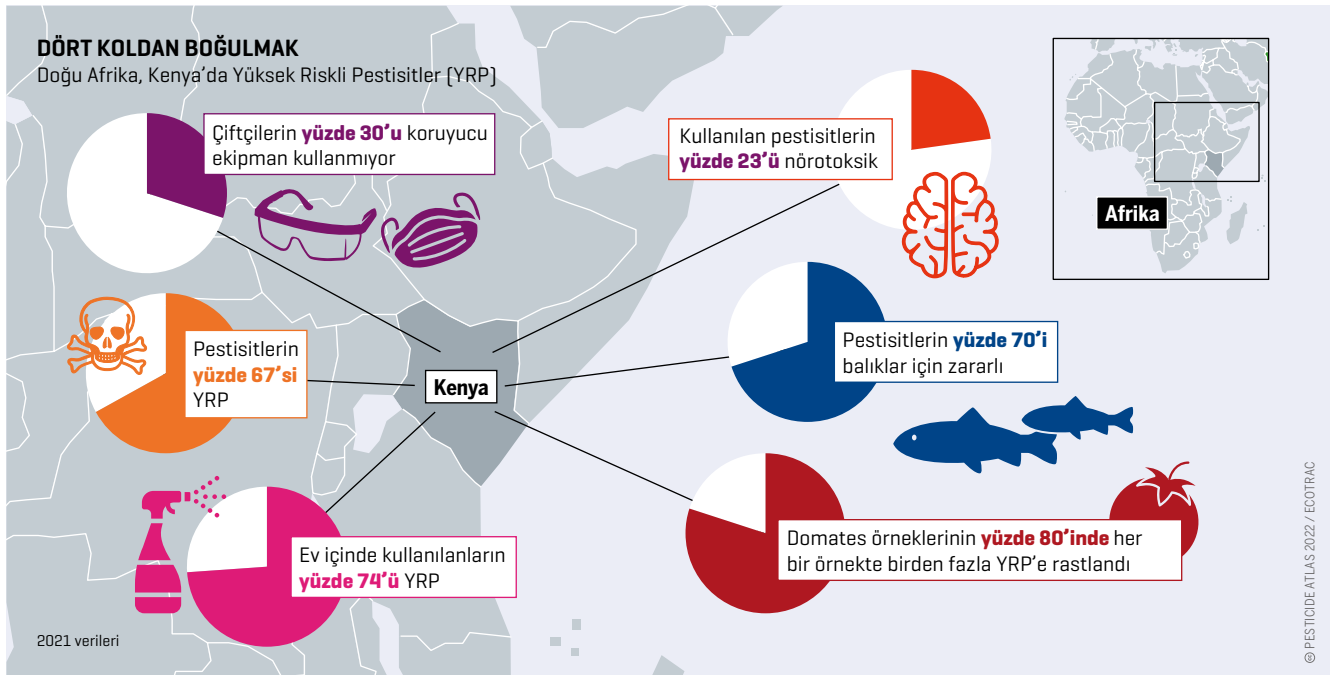 DÖRT KOLDAN BOĞULMAK
Doğu Afrika, Kenya’da Yüksek Riskli Pestisitler (YRP)
Çiftçilerin yüzde 30’u koruyucu
ekipman kullanmıyor
Kullanılan pestisitlerin
yüzde 23’ü nörotoksik
Afrika
Pestisitlerin
yüzde 67’si
YRP
Kenya
Pestisitlerin yüzde 70’i
balıklar için zararlı
Ev içinde kullanılanların
yüzde 74’ü YRP
Domates örneklerinin yüzde 80’inde her
bir örnekte birden fazla YRP’e rastlandı
2021 verileri
PESTICIDE ATLAS 2022 / ECOTRAC